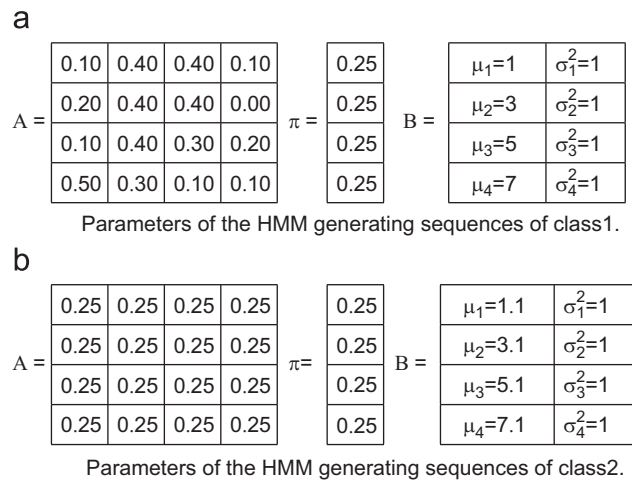 a
A = 0.10 0.40 0.40 0.10 π = 0.25 B = μ1=1 σ1²=1
0.20 0.40 0.40 0.00 0.25 μ2=3 σ2²=1
0.10 0.40 0.30 0.20 0.25 μ3=5 σ3²=1
0.50 0.30 0.10 0.10 0.25 μ4=7 σ4²=1
Parameters of the HMM generating sequences of class1.
b
A = 0.25 0.25 0.25 0.25 π= 0.25 B = μ1=1.1 σ1²=1
0.25 0.25 0.25 0.25 0.25 μ2=3.1 σ2²=1
0.25 0.25 0.25 0.25 0.25 μ3=5.1 σ3²=1
0.25 0.25 0.25 0.25 0.25 μ4=7.1 σ4²=1
Parameters of the HMM generating sequences of class2.